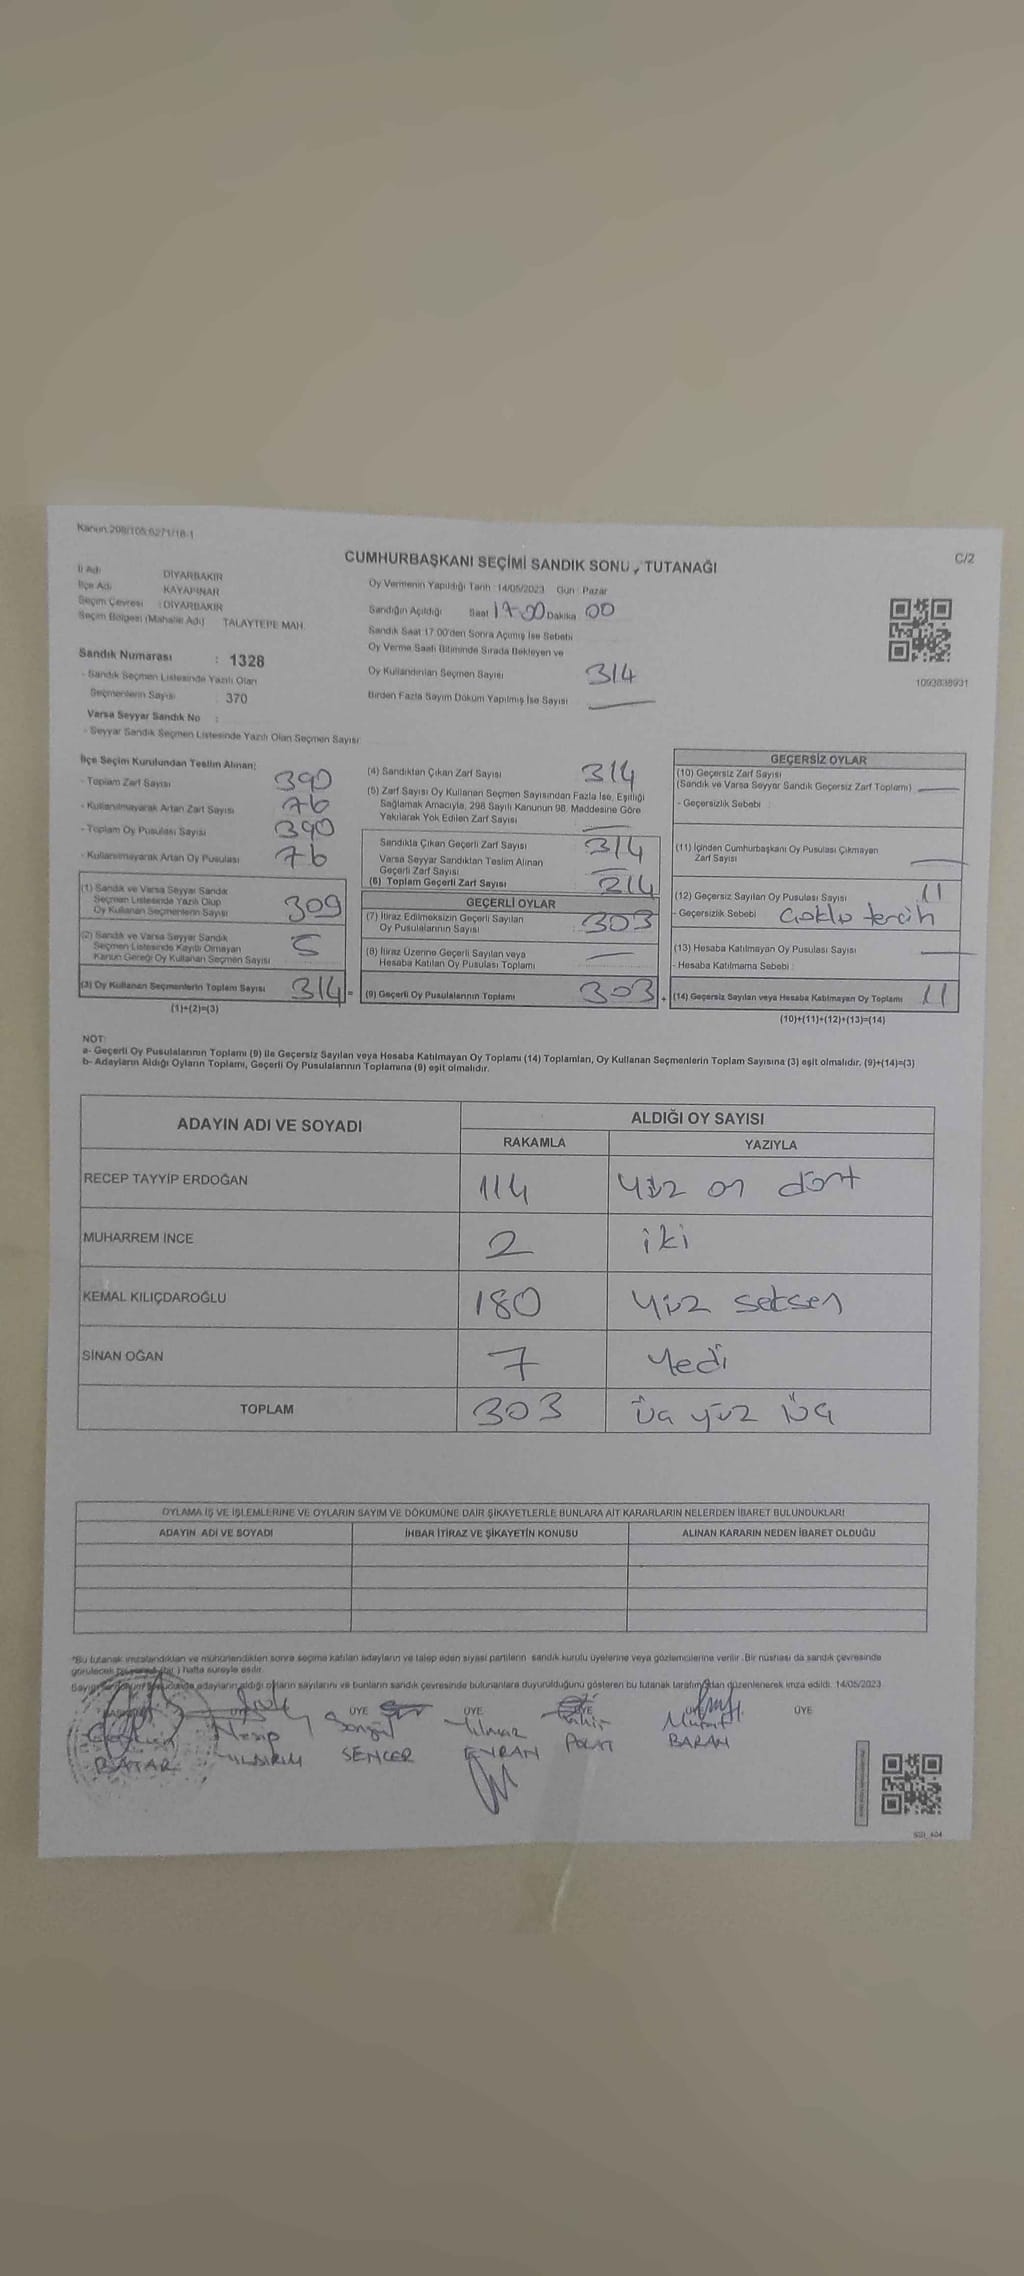 Kanun:298/105;6271/18-1
C/2
CUMHURBAŞKANI SEÇİMİ SANDIK SONU , TUTANAĞI
İl Adı DİYARBAKIR
İlçe Adı KAYAPINAR
Seçim Çevresi : DİYARBAKIR
Seçim Bölgesi (Mahalle Adı) TALAYTEPE MAH.
Sandık Numarası : 1328
- Sandık Seçmen Listesinde Yazılı Olan
Seçmenlerin Sayısı : 370
Varsa Seyyar Sandık No :
- Seyyar Sandık Seçmen Listesinde Yazılı Olan Seçmen Sayısı
Oy Vermenin Yapıldığı Tarih : 14/05/2023 Gün : Pazar
Sandığın Açıldığı Saat 17:00 Dakika 00
Sandık Saat 17.00'den Sonra Açımış İse Sebebi
Oy Verme Saati Bitiminde Sırada Bekleyen ve
Oy Kullandırılan Seçmen Sayısı 314
Birden Fazla Sayım Döküm Yapılmış İse Sayısı —
1093838931
İlçe Seçim Kurulundan Teslim Alınan:
- Toplam Zarf Sayısı 390
- Kullanılmayarak Artan Zarf Sayısı 76
- Toplam Oy Pusulası Sayısı 390
- Kullanılmayarak Artan Oy Pusulası 76
(1) Sandık ve Varsa Seyyar Sandık
Seçmen Listesinde Yazılı Olup
Oy Kullanan Seçmenlerin Sayısı 309
(2) Sandık ve Varsa Seyyar Sandık
Seçmen Listesinde Kayıtlı Olmayan
Kanun Gereği Oy Kullanan Seçmen Sayısı 5
(3) Oy Kullanan Seçmenlerin Toplam Sayısı 314 =
(1)+(2)=(3)
(4) Sandıktan Çıkan Zarf Sayısı 314
(5) Zarf Sayısı Oy Kullanan Seçmen Sayısından Fazla İse, Eşitliği
Sağlamak Amacıyla, 298 Sayılı Kanunun 98. Maddesine Göre
Yakılarak Yok Edilen Zarf Sayısı —
Sandıkta Çıkan Geçerli Zarf Sayısı 314
Varsa Seyyar Sandıktan Teslim Alınan
Geçerli Zarf Sayısı —
(6) Toplam Geçerli Zarf Sayısı 214
GEÇERLİ OYLAR
(7) İtiraz Edilmeksizin Geçerli Sayılan
Oy Pusulalarının Sayısı 303
(8) İtiraz Üzerine Geçerli Sayılan veya
Hesaba Katılan Oy Pusulası Toplamı —
(9) Geçerli Oy Pusulalarının Toplamı 303 +
GEÇERSİZ OYLAR
(10) Geçersiz Zarf Sayısı
(Sandık ve Varsa Seyyar Sandık Geçersiz Zarf Toplamı) —
- Geçersizlik Sebebi :
(11) İçinden Cumhurbaşkanı Oy Pusulası Çıkmayan
Zarf Sayısı —
(12) Geçersiz Sayılan Oy Pusulası Sayısı 11
- Geçersizlik Sebebi çoklu tercih
(13) Hesaba Katılmayan Oy Pusulası Sayısı —
- Hesaba Katılmama Sebebi :
(14) Geçersiz Sayılan veya Hesaba Katılmayan Oy Toplamı 11
(10)+(11)+(12)+(13)=(14)
NOT:
a- Geçerli Oy Pusulalarının Toplamı (9) ile Geçersiz Sayılan veya Hesaba Katılmayan Oy Toplamı (14) Toplamları, Oy Kullanan Seçmenlerin Toplam Sayısına (3) eşit olmalıdır. (9)+(14)=(3)
b- Adayların Aldığı Oyların Toplamı, Geçerli Oy Pusulalarının Toplamına (9) eşit olmalıdır.
ADAYIN ADI VE SOYADI ALDIĞI OY SAYISI
RAKAMLA YAZIYLA
RECEP TAYYİP ERDOĞAN 114 yüz on dört
MUHARREM İNCE 2 iki
KEMAL KILIÇDAROĞLU 180 yüz seksen
SİNAN OĞAN 7 yedi
TOPLAM 303 üç yüz üç
OYLAMA İŞ VE İŞLEMLERİNE VE OYLARIN SAYIM VE DÖKÜMÜNE DAİR ŞİKAYETLERLE BUNLARA AİT KARARLARIN NELERDEN İBARET BULUNDUKLARI
ADAYIN ADI VE SOYADI İHBAR İTİRAZ VE ŞİKAYETİN KONUSU ALINAN KARARIN NEDEN İBARET OLDUĞU
*Bu tutanak imzalandıktan ve mühürlendikten sonra seçime katılan adayların ve talep eden siyasi partilerin sandık kurulu üyelerine veya gözlemcilerine verilir. Bir nüshası da sandık çevresinde
görülecek bir yere (bir) hafta süreyle asılır.
adayların aldığı oyların sayılarını ve bunların sandık çevresinde bulunanlara duyurulduğunu gösteren bu tutanak tarafımızdan düzenlenerek imza edildi. 14/05/2023
ÜYE ÜYE ÜYE ÜYE
Nesip Songül Yılmaz Murat
BATAR YILDIRIM SENCER EVRAN POLAT BARAN